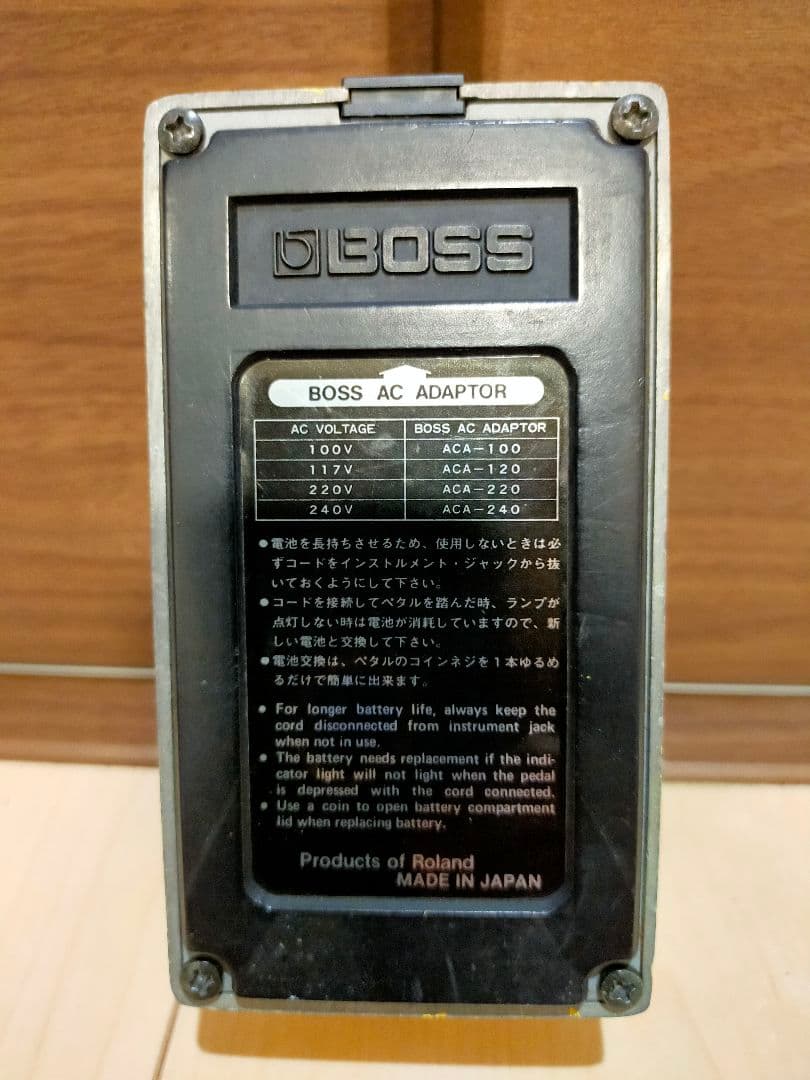 BOSS
BOSS AC ADAPTOR
AC VOLTAGE BOSS AC ADAPTOR
100V ACA-100
117V ACA-120
220V ACA-220
240V ACA-240
●電池を長持ちさせるため、使用しないときは必
ずコードをインストルメント・ジャックから抜
いておくようにして下さい。
●コードを接続してペタルを踏んだ時、ランプが
点灯しない時は電池が消耗していますので、新
しい電池と交換して下さい。
●電池交換は、ペタルのコインネジを1本ゆるめ
るだけで簡単に出来ます。
● For longer battery life, always keep the
cord disconnected from instrument jack
when not in use.
● The battery needs replacement if the indi-
cator light will not light when the pedal
is depressed with the cord connected.
● Use a coin to open battery compartment
lid when replacing battery.
Products of Roland
MADE IN JAPAN